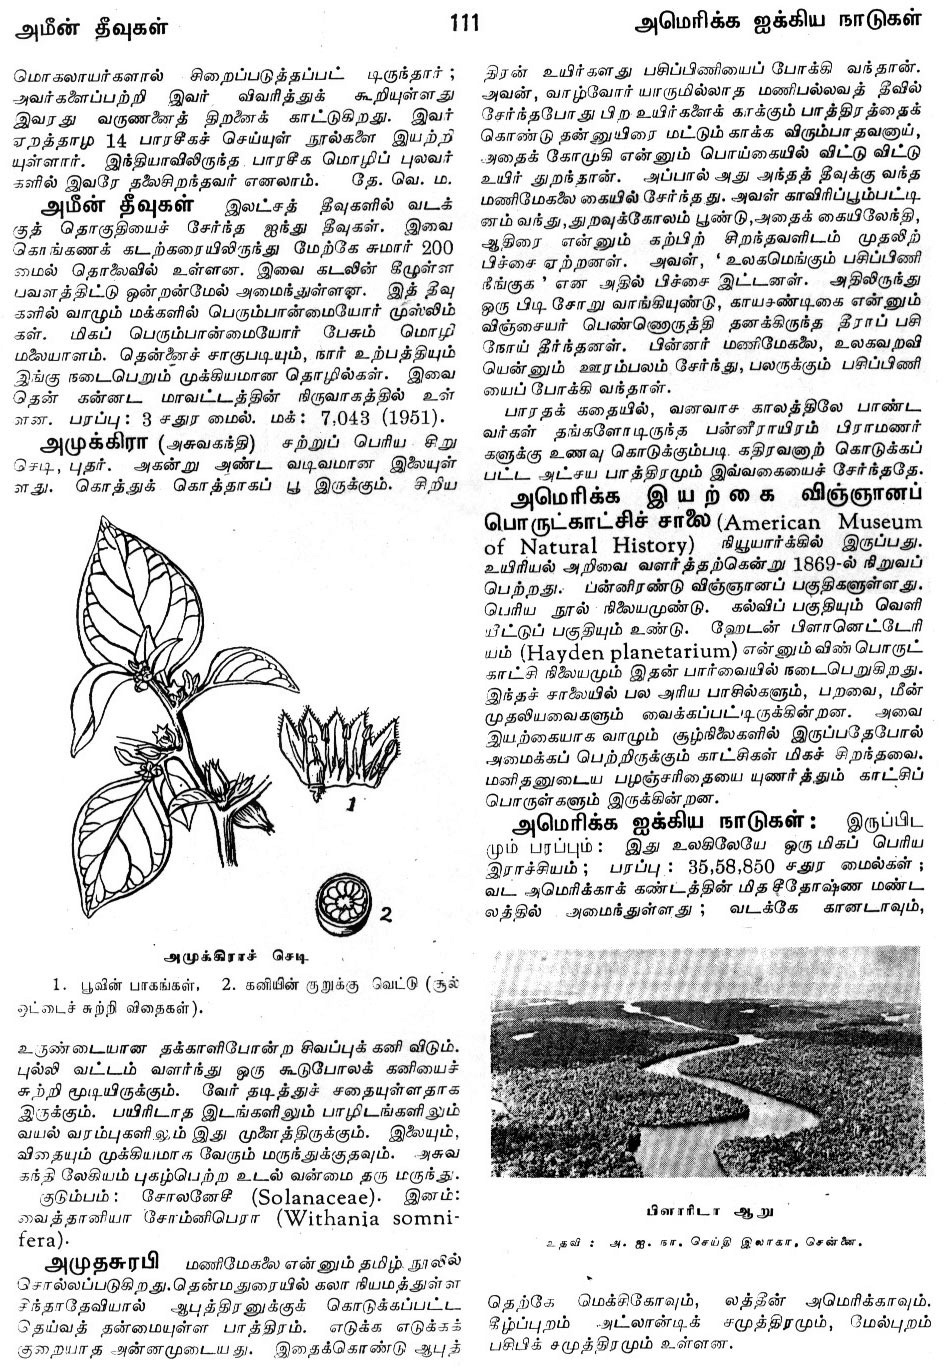 அமீன் தீவுகள்
111
அமெரிக்க ஐக்கிய நாடுகள்
மொகலாயர்களால் சிறைப்படுத்தப்பட் டிருந்தார் ;
அவர்களைப்பற்றி இவர் விவரித்துக் கூறியுள்ளது
இவரது வருணனைத் திறனைக் காட்டுகிறது. இவர்
ஏறத்தாழ 14 பாரசீகச் செய்யுள் நூல்களை இயற்றி
யுள்ளார். இந்தியாவிலிருந்த பாரசீக மொழிப் புலவர்
களில் இவரே தலைசிறந்தவர் எனலாம். தே. வெ. ம.
அமீன் தீவுகள் இலட்சத் தீவுகளில் வடக்
குத் தொகுதியைச் சேர்ந்த ஐந்து தீவுகள். இவை
கொங்கணக் கடற்கரையிலிருந்து மேற்கே சுமார் 200
மைல் தொலைவில் உள்ளன. இவை கடலின் கீழுள்ள
பவளத்திட்டு ஒன்றன்மேல் அமைந்துள்ளன. இத் தீவு
களில் வாழும் மக்களில் பெரும்பான்மையோர் முஸ்லிம்
கள். மிகப் பெரும்பான்மையோர் பேசும் மொழி
மலையாளம். தென்னைச் சாகுபடியும், நார் உற்பத்தியும்
இங்கு நடைபெறும் முக்கியமான தொழில்கள். இவை
தென் கன்னட மாவட்டத்தின் நிருவாகத்தில் உள்
ளன. பரப்பு : 3 சதுர மைல். மக் : 7,043 (1951).
அமுக்கிரா (அசுவகந்தி) சற்றுப் பெரிய சிறு
செடி, புதர். அகன்று அண்ட வடிவமான இலையுள்
ளது. கொத்துக் கொத்தாகப் பூ இருக்கும். சிறிய
1
2
அமுக்கிராச் செடி
1. பூவின் பாகங்கள், 2. கனியின் குறுக்கு வெட்டு (சூல்
ஒட்டைச் சுற்றி விதைகள்).
உருண்டையான தக்காளிபோன்ற சிவப்புக் கனி விடும்.
புல்லி வட்டம் வளர்ந்து ஒரு கூடுபோலக் கனியைச்
சுற்றி மூடியிருக்கும். வேர் தடித்துச் சதையுள்ளதாக
இருக்கும். பயிரிடாத இடங்களிலும் பாழிடங்களிலும்
வயல் வரம்புகளிலும் இது முளைத்திருக்கும். இலையும்,
விதையும் முக்கியமாக வேரும் மருந்துக்குதவும். அசுவ
கந்தி லேகியம் புகழ்பெற்ற உடல் வன்மை தரு மருந்து.
குடும்பம் : சோலனேசீ (Solanaceae). இனம்:
வைத்தானியா சோம்னிபெரா (Withania somni-
fera).
அமுதசுரபி மணிமேகலை என்னும் தமிழ் நூலில்
சொல்லப்படுகிறது. தென்மதுரையில் கலா நியமத்துள்ள
சிந்தாதேவியால் ஆபுத்திரனுக்குக் கொடுக்கப்பட்ட
தெய்வத் தன்மையுள்ள பாத்திரம். எடுக்க எடுக்கக்
குறையாத அன்னமுடையது. இதைக்கொண்டு ஆபுத்
திரன் உயிர்களது பசிப்பிணியைப் போக்கி வந்தான்.
அவன், வாழ்வோர் யாருமில்லாத மணிபல்லவத் தீவில்
சேர்ந்தபோது பிற உயிர்களைக் காக்கும் பாத்திரத்தைக்
கொண்டு தன்னுயிரை மட்டும் காக்க விரும்பாதவனாய்,
அதைக் கோமுகி என்னும் பொய்கையில் விட்டு விட்டு
உயிர் துறந்தான். அப்பால் அது அந்தத் தீவுக்கு வந்த
மணிமேகலை கையில் சேர்ந்தது. அவள் காவிரிப்பூம்பட்டி
னம் வந்து, துறவுக்கோலம் பூண்டு, அதைக் கையிலேந்தி,
ஆதிரை என்னும் கற்பிற் சிறந்தவளிடம் முதலிற்
பிச்சை ஏற்றனள். அவள், ‘ உலகமெங்கும் பசிப்பிணி
நீங்குக ’ என அதில் பிச்சை இட்டனள். அதிலிருந்து
ஒரு பிடி சோறு வாங்கியுண்டு, காயசண்டிகை என்னும்
விஞ்சையர் பெண்ணொருத்தி தனக்கிருந்த தீராப் பசி
நோய் தீர்ந்தனள். பின்னர் மணிமேகலை, உலகவறவி
யென்னும் ஊரம்பலம் சேர்ந்து, பலருக்கும் பசிப்பிணி
யைப் போக்கி வந்தாள்.
பாரதக் கதையில், வனவாச காலத்திலே பாண்ட
வர்கள் தங்களோடிருந்த பன்னீராயிரம் பிராமணர்
களுக்கு உணவு கொடுக்கும்படி கதிரவனாற் கொடுக்கப்
பட்ட அட்சய பாத்திரமும் இவ்வகையைச் சேர்ந்ததே.
அமெரிக்க இயற்கை விஞ்ஞானப்
பொருட்காட்சிச் சாலை (American Museum
of Natural History) நியூயார்க்கில் இருப்பது.
உயிரியல் அறிவை வளர்த்தற்கென்று 1869-ல் நிறுவப்
பெற்றது. பன்னிரண்டு விஞ்ஞானப் பகுதிகளுள்ளது.
பெரிய நூல் நிலையமுண்டு. கல்விப் பகுதியும் வெளி
யீட்டுப் பகுதியும் உண்டு. ஹேடன் பிளானெட்டேரி
யம் (Hayden planetarium) என்னும் விண் பொருட்
காட்சி நிலையமும் இதன் பார்வையில் நடைபெறுகிறது.
இந்தச் சாலையில் பல அரிய பாசில்களும், பறவை, மீன்
முதலியவைகளும் வைக்கப்பட்டிருக்கின்றன. அவை
இயற்கையாக வாழும் சூழ்நிலைகளில் இருப்பதேபோல்
அமைக்கப் பெற்றிருக்கும் காட்சிகள் மிகச் சிறந்தவை.
மனிதனுடைய பழஞ்சரிதையை யுணர்த்தும் காட்சிப்
பொருள்களும் இருக்கின்றன.
அமெரிக்க ஐக்கிய நாடுகள் : இருப்பிட
மும் பரப்பும் : இது உலகிலேயே ஒரு மிகப் பெரிய
இராச்சியம் ; பரப்பு : 35,58,850 சதுர மைல்கள் ;
வட அமெரிக்காக் கண்டத்தின் மித சீதோஷ்ண மண்ட
லத்தில் அமைந்துள்ளது ; வடக்கே கானடாவும்,
பிளாரிடா ஆறு
உதவி : அ. ஐ. நா. செய்தி இலாகா, சென்னை.
தெற்கே மெக்சிகோவும், லத்தீன் அமெரிக்காவும்.
கீழ்ப்புறம் அட்லாண்டிக் சமுத்திரமும், மேல்புறம்
பசிபிக் சமுத்திரமும் உள்ளன.